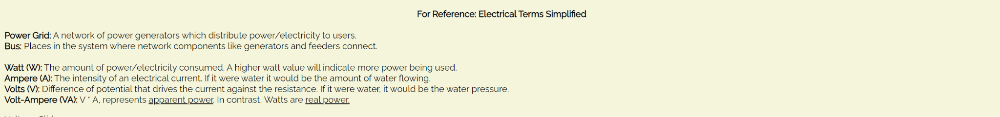 For Reference: Electrical Terms Simplified
Power Grid: A network of power generators which distribute power/electricity to users.
Bus: Places in the system where network components like generators and feeders connect.
Watt (W): The amount of power/electricity consumed. A higher watt value will indicate more power being used.
Ampere (A): The intensity of an electrical current. If it were water it would be the amount of water flowing.
Volts (V): Difference of potential that drives the current against the resistance. If it were water, it would be the water pressure.
Volt-Ampere (VA): V * A, represents apparent power. In contrast, Watts are real power.